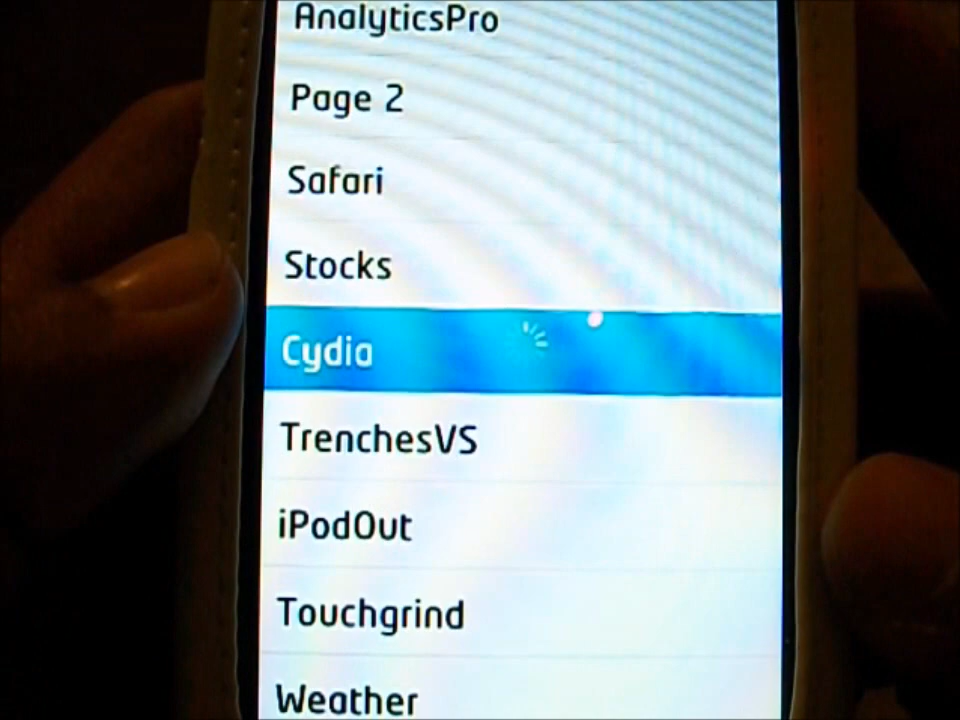 AnalyticsPro
Page 2
Safari
Stocks
Cydia
TrenchesVS
iPodOut
Touchgrind
Weather